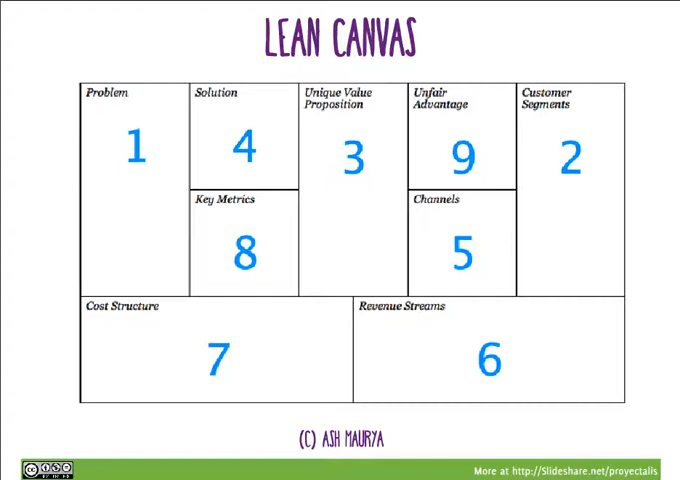 LEAN CANVAS
Problem
1
Solution
4
Key Metrics
8
Unique Value
Proposition
3
Unfair
Advantage
9
Channels
5
Customer
Segments
2
Cost Structure
7
Revenue Streams
6
(C) ASH MAURYA
More at http://Slideshare.net/proyectalis